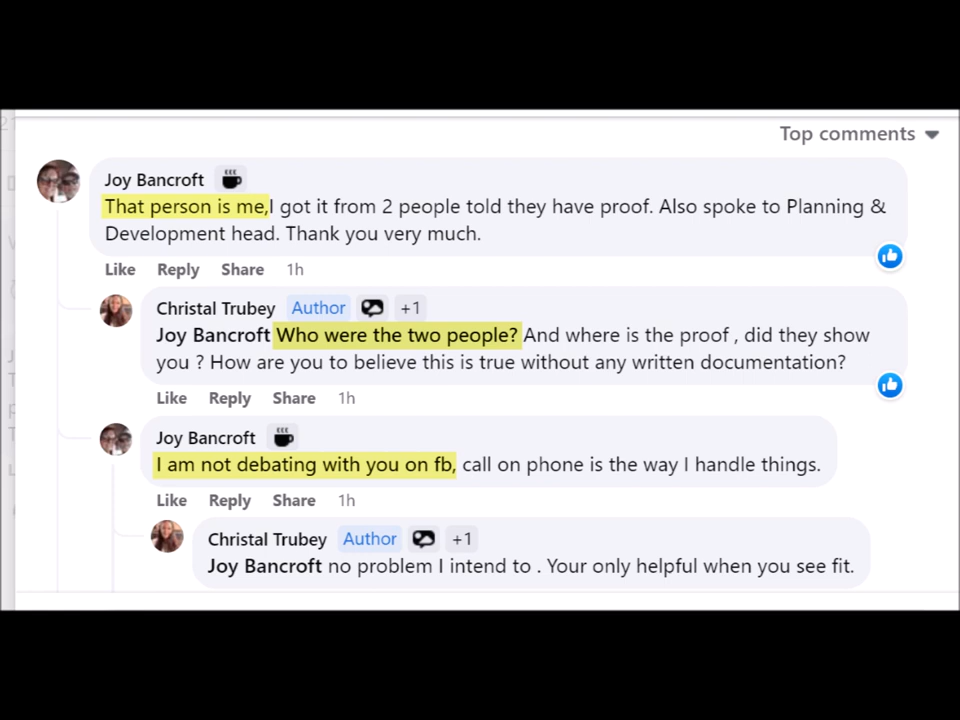 Top comments
Joy Bancroft
That person is me,I got it from 2 people told they have proof. Also spoke to Planning &
Development head. Thank you very much.
Like Reply Share 1h
Christal Trubey Author +1
Joy Bancroft Who were the two people? And where is the proof , did they show
you ? How are you to believe this is true without any written documentation?
Like Reply Share 1h
Joy Bancroft
I am not debating with you on fb, call on phone is the way I handle things.
Like Reply Share 1h
Christal Trubey Author +1
Joy Bancroft no problem I intend to . Your only helpful when you see fit.